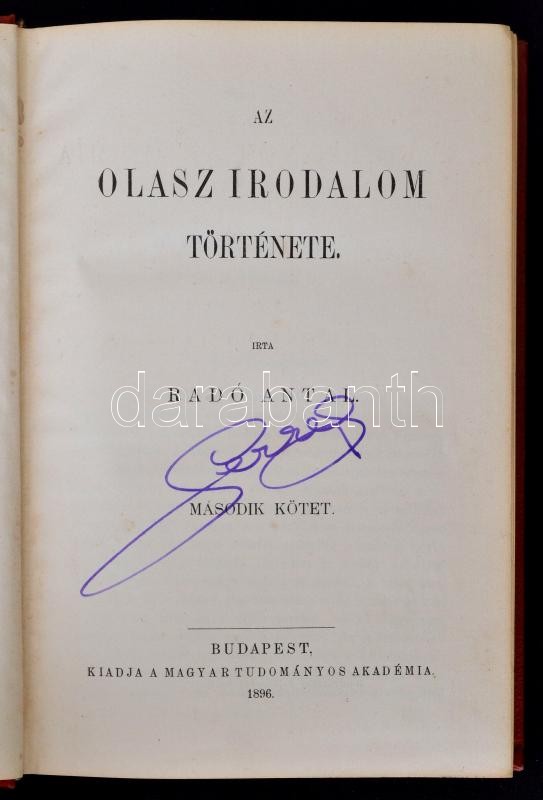 AZ
OLASZ IRODALOM
TÖRTÉNETE.
IRTA
RADÓ ANTAL.
darabanth
MÁSODIK KÖTET.
BUDAPEST,
KIADJA A MAGYAR TUDOMÁNYOS AKADÉMIA.
1896.